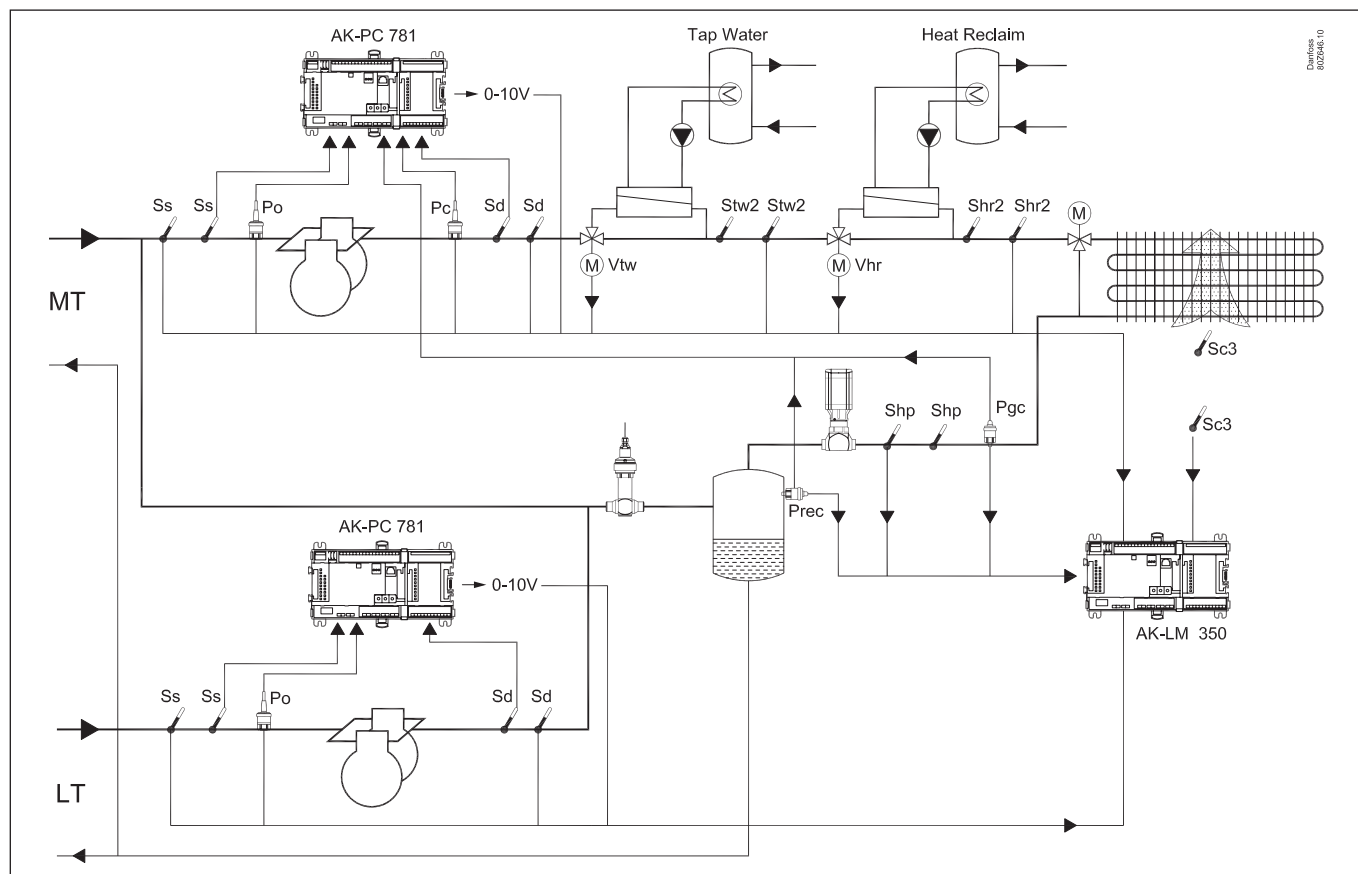 AK-PC 781
Tap Water
Heat Reclaim
Danfoss
80Z646.10
0-10V
Ss
Ss
Po
Pc
Sd
Sd
Stw2
Stw2
Shr2
Shr2
M
M
Vtw
M
Vhr
MT
Sc3
Shp
Shp
Pgc
Sc3
Prec
AK-PC 781
0-10V
AK-LM 350
Ss
Ss
Po
Sd
Sd
LT